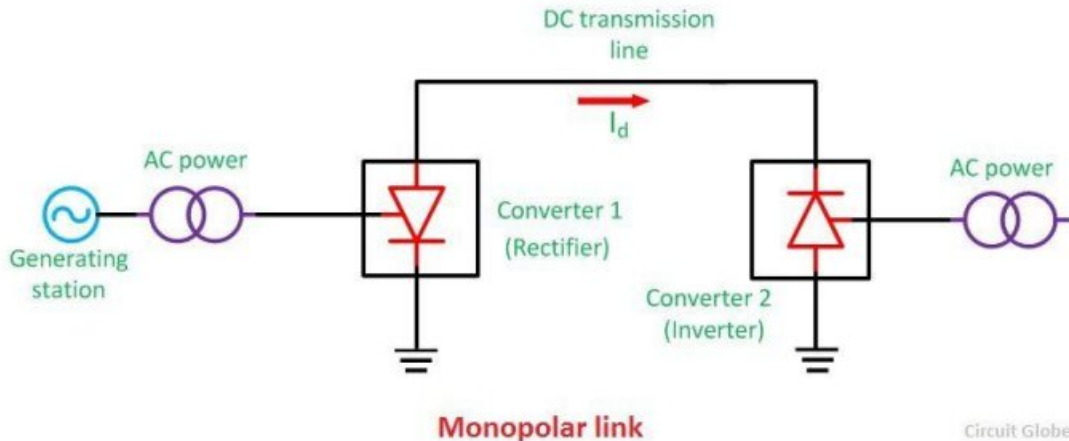 DC transmission
line
I_d
AC power
AC power
Converter 1
(Rectifier)
Generating
station
Converter 2
(Inverter)
Monopolar link
Circuit Globe